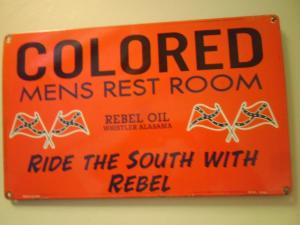 COLORED
MENS REST ROOM
REBEL OIL
WHISTLER ALABAMA
RIDE THE SOUTH WITH
REBEL